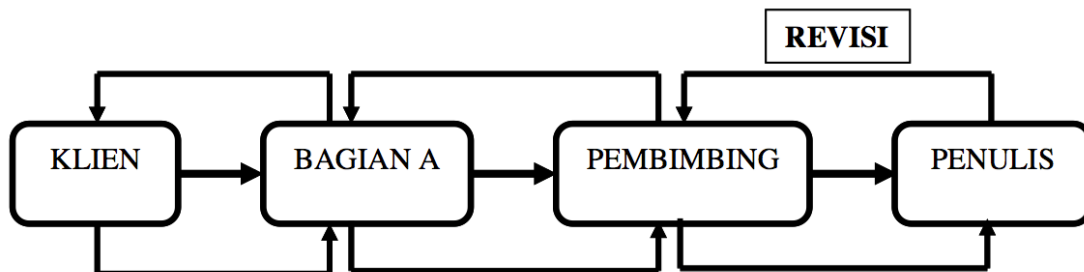 REVISI
KLIEN
BAGIAN A
PEMBIMBING
PENULIS